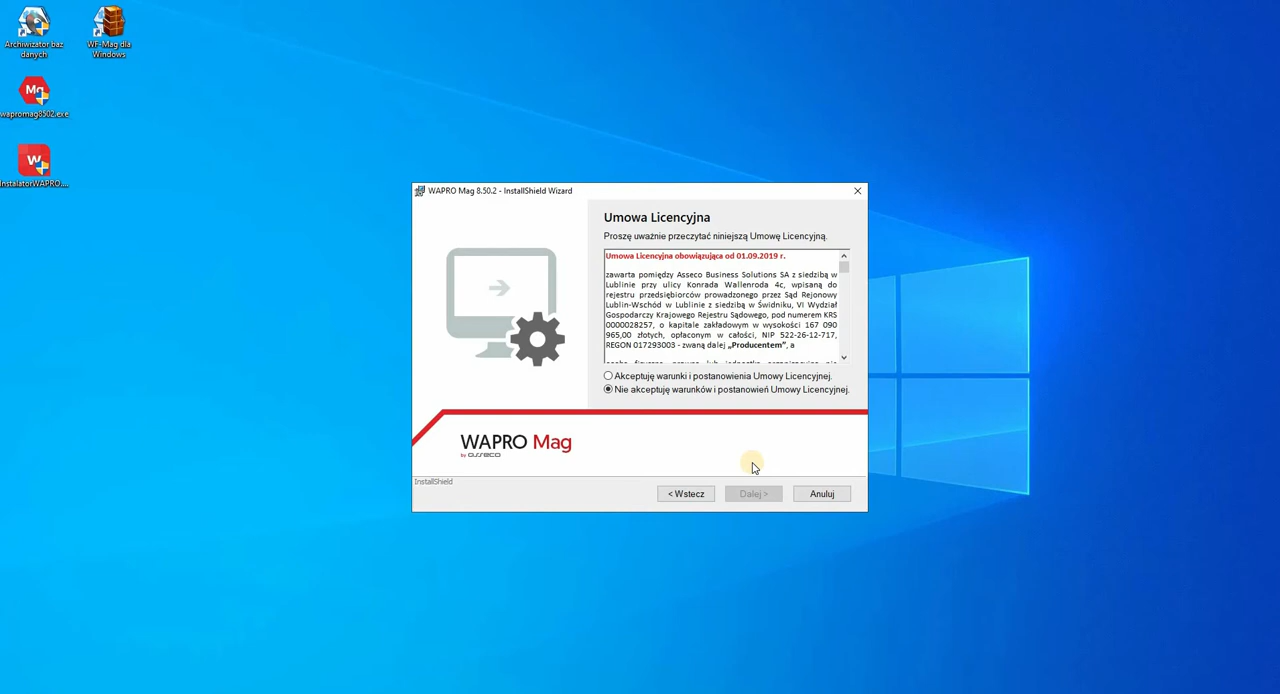 Archiwizator baz
danych
WF-Mag dla
Windows
Mg
wapromag8502.exe
W
InstalatorWAPRO....
WAPRO Mag 8.50.2 - InstallShield Wizard
Umowa Licencyjna
Proszę uważnie przeczytać niniejszą Umowę Licencyjną.
Umowa Licencyjna obowiązująca od 01.09.2019 r.
zawarta pomiędzy Asseco Business Solutions SA z siedzibą w
Lublinie przy ulicy Konrada Wallenroda 4c, wpisaną do
rejestru przedsiębiorców prowadzonego przez Sąd Rejonowy
Lublin-Wschód w Lublinie z siedzibą w Świdniku, VI Wydział
Gospodarczy Krajowego Rejestru Sądowego, pod numerem KRS
0000028257, o kapitale zakładowym w wysokości 167 090
965,00 złotych, opłaconym w całości, NIP 522-26-12-717,
REGON 017293003 - zwaną dalej „Producentem”, a
Akceptuję warunki i postanowienia Umowy Licencyjnej.
Nie akceptuję warunków i postanowień Umowy Licencyjnej.
WAPRO Mag
by asseco
InstallShield
< Wstecz
Dalej >
Anuluj